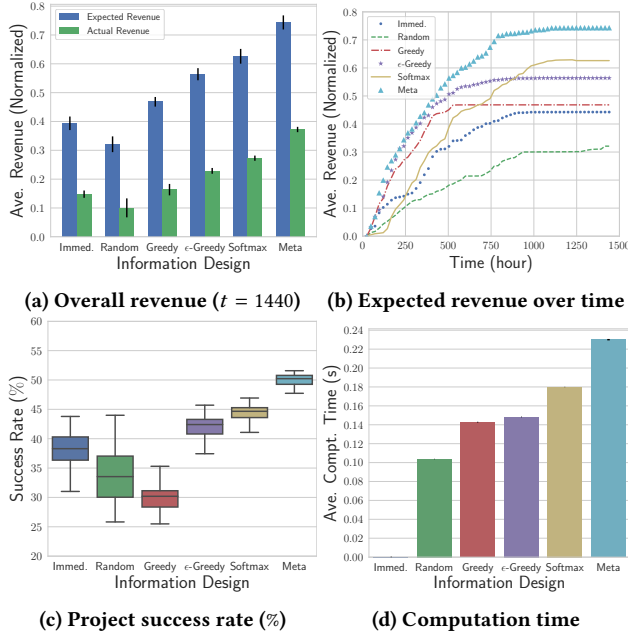 Expected Revenue
Actual Revenue
0.8
0.7
0.6
0.5
0.4
0.3
0.2
0.1
0.0
Ave. Revenue (Normalized)
Immed. Random Greedy ϵ-Greedy Softmax Meta
Information Design
(a) Overall revenue (t = 1440)
Immed.
Random
Greedy
ϵ-Greedy
Softmax
Meta
0.8
0.7
0.6
0.5
0.4
0.3
0.2
0.1
0.0
Ave. Revenue (Normalized)
0 250 500 750 1000 1250 1500
Time (hour)
(b) Expected revenue over time
60
55
50
45
40
35
30
25
20
Success Rate (%)
Immed. Random Greedy ϵ-Greedy Softmax Meta
Information Design
(c) Project success rate (%)
0.24
0.22
0.20
0.18
0.16
0.14
0.12
0.10
0.08
0.06
0.04
0.02
0.00
Ave. Compt. Time (s)
Immed. Random Greedy ϵ-Greedy Softmax Meta
Information Design
(d) Computation time